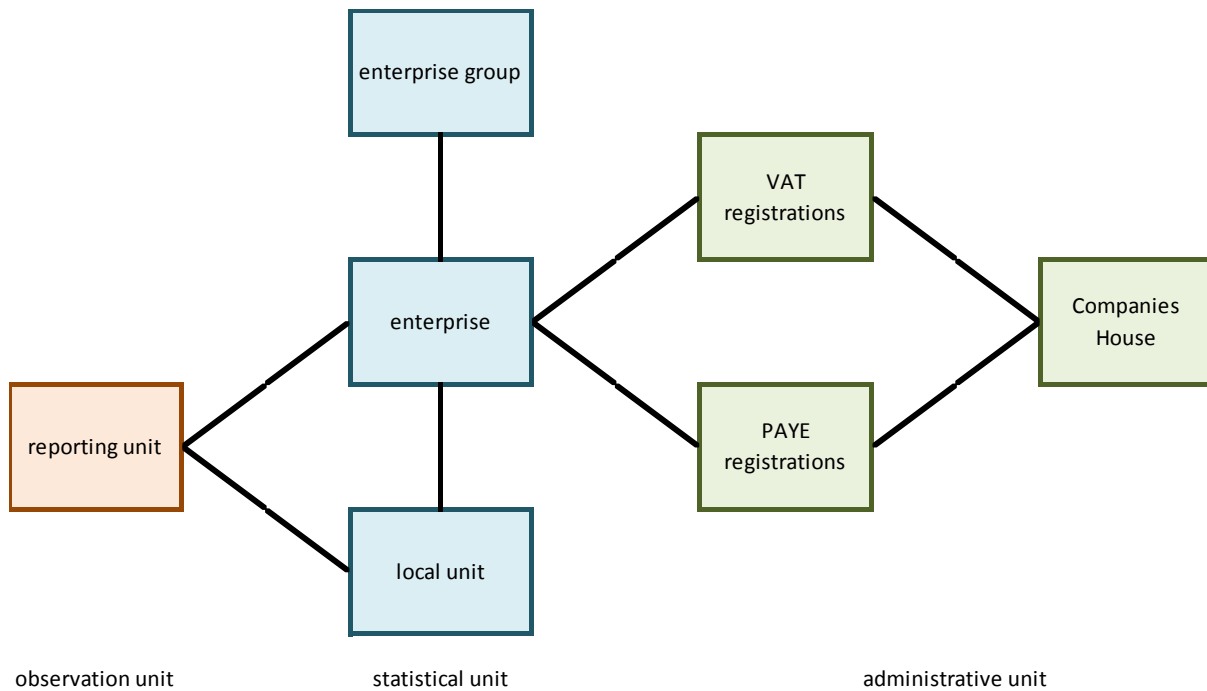 enterprise group
VAT
registrations
enterprise
Companies
House
reporting unit
PAYE
registrations
local unit
observation unit
statistical unit
administrative unit